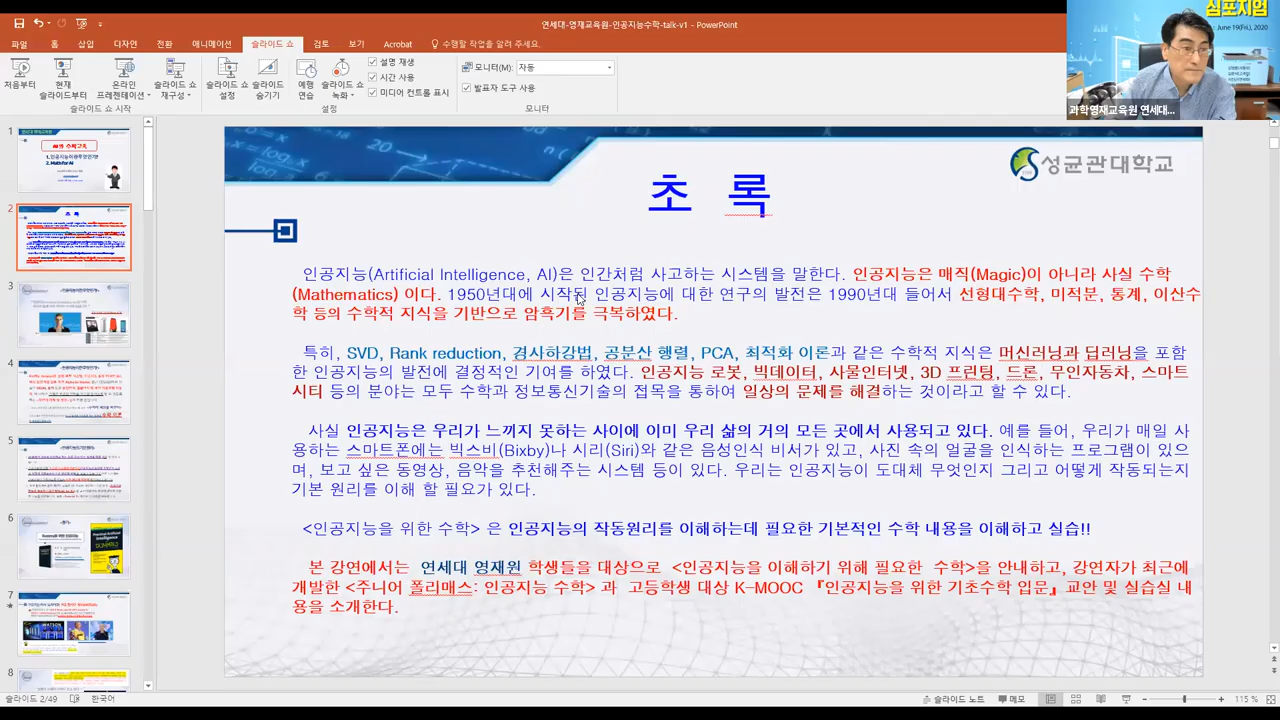 연세대-영재교육원-인공지능수학-talk-v1 - PowerPoint
파일 홈 삽입 디자인 전환 애니메이션 슬라이드 쇼 검토 보기 Acrobat 수행할 작업을 알려 주세요.
심포지엄
June 19(Fri.), 2020
과학영재교육원 연세대...
처음부터
현재
슬라이드부터
온라인
프레젠테이션
슬라이드 쇼
재구성
슬라이드 쇼
설정
슬라이드
숨기기
예행
연습
슬라이드 쇼
녹화
설명 재생
시간 사용
미디어 컨트롤 표시
모니터(M): 자동
발표자 도구 사용
슬라이드 쇼 시작 설정 모니터
1
2
3
4
5
6
7
8
성균관대학교
초 록
인공지능(Artificial Intelligence, AI)은 인간처럼 사고하는 시스템을 말한다. 인공지능은 매직(Magic)이 아니라 사실 수학
(Mathematics) 이다. 1950년대에 시작된 인공지능에 대한 연구의 발전은 1990년대 들어서 선형대수학, 미적분, 통계, 이산수
학 등의 수학적 지식을 기반으로 암흑기를 극복하였다.
특히, SVD, Rank reduction, 경사하강법, 공분산 행렬, PCA, 최적화 이론과 같은 수학적 지식은 머신러닝과 딥러닝을 포함
한 인공지능의 발전에 결정적인 기여를 하였다. 인공지능 로봇, 빅데이터, 사물인터넷, 3D 프린팅, 드론, 무인자동차, 스마트
시티 등의 분야는 모두 수학과 정보통신기술의 접목을 통하여 일상의 문제를 해결하는 것이라고 할 수 있다.
사실 인공지능은 우리가 느끼지 못하는 사이에 이미 우리 삶의 거의 모든 곳에서 사용되고 있다. 예를 들어, 우리가 매일 사
용하는 스마트폰에는 빅스비(Bixby)나 시리(Siri)와 같은 음성인식 비서가 있고, 사진 속의 얼굴을 인식하는 프로그램이 있으
며, 보고 싶은 동영상, 음악을 추천해주는 시스템 등이 있다. 우리는 인공지능이 도대체 무엇인지 그리고 어떻게 작동되는지
기본 원리를 이해 할 필요가 있다.
<인공지능을 위한 수학> 은 인공지능의 작동원리를 이해하는데 필요한 기본적인 수학 내용을 이해하고 실습!!
본 강연에서는 연세대 영재원 학생들을 대상으로 <인공지능을 이해하기 위해 필요한 수학>을 안내하고, 강연자가 최근에
개발한 <주니어 폴리매스: 인공지능 수학> 과 고등학생 대상 K-MOOC 『인공지능을 위한 기초수학 입문』 교안 및 실습실 내
용을 소개한다.
슬라이드 2/49 한국어 슬라이드 노트 메모 115 %